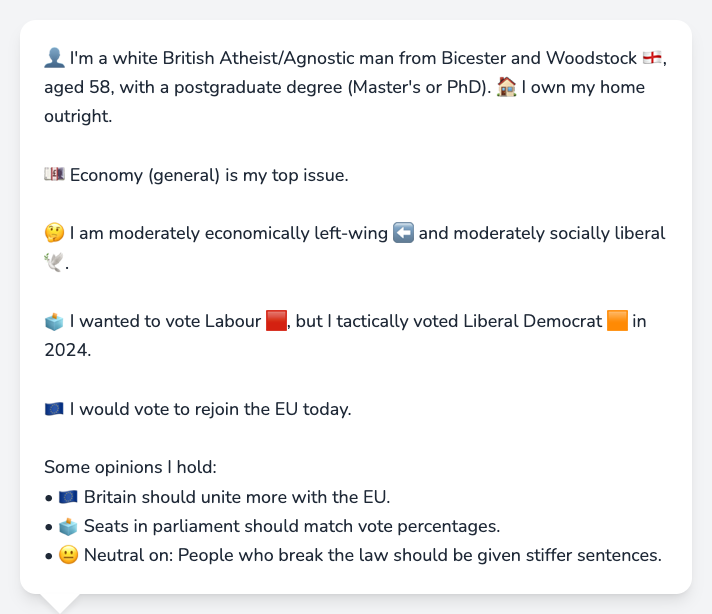 👤 I'm a white British Atheist/Agnostic man from Bicester and Woodstock 🏴󠁧󠁢󠁥󠁮󠁧󠁿,
aged 58, with a postgraduate degree (Master's or PhD). 🏠 I own my home
outright.
💷 Economy (general) is my top issue.
🤔 I am moderately economically left-wing ⬅️ and moderately socially liberal
🕊️.
🗳️ I wanted to vote Labour 🟥, but I tactically voted Liberal Democrat 🟧 in
2024.
🇪🇺 I would vote to rejoin the EU today.
Some opinions I hold:
• 🇪🇺 Britain should unite more with the EU.
• 🗳️ Seats in parliament should match vote percentages.
• 😐 Neutral on: People who break the law should be given stiffer sentences.